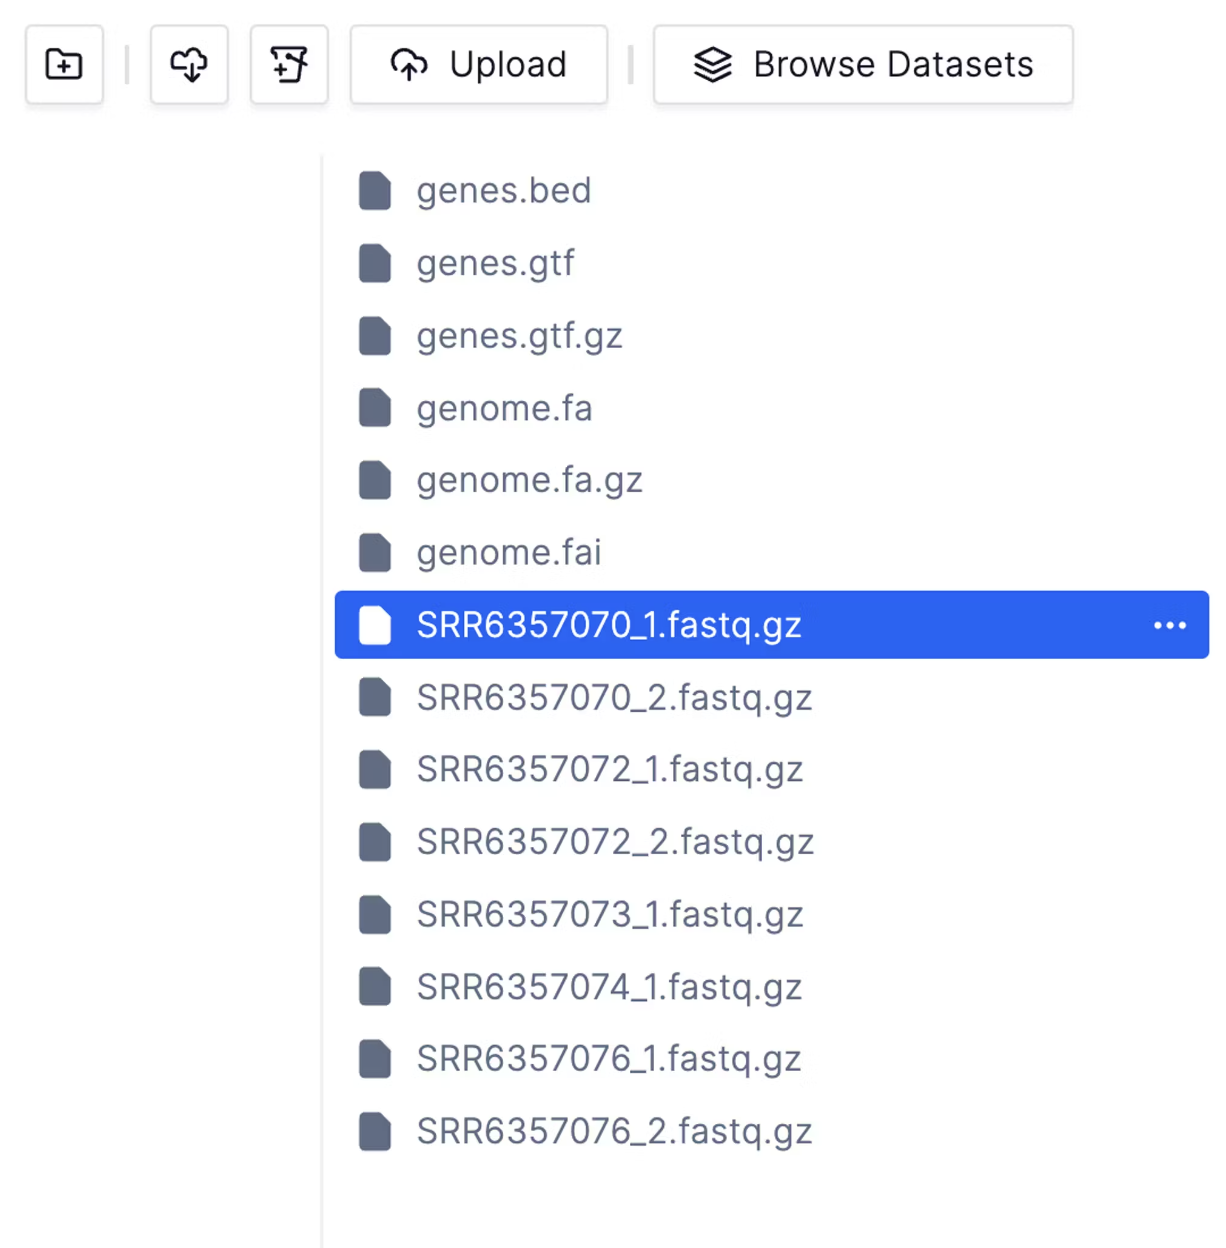 Upload
Browse Datasets
genes.bed
genes.gtf
genes.gtf.gz
genome.fa
genome.fa.gz
genome.fai
SRR6357070_1.fastq.gz
SRR6357070_2.fastq.gz
SRR6357072_1.fastq.gz
SRR6357072_2.fastq.gz
SRR6357073_1.fastq.gz
SRR6357074_1.fastq.gz
SRR6357076_1.fastq.gz
SRR6357076_2.fastq.gz